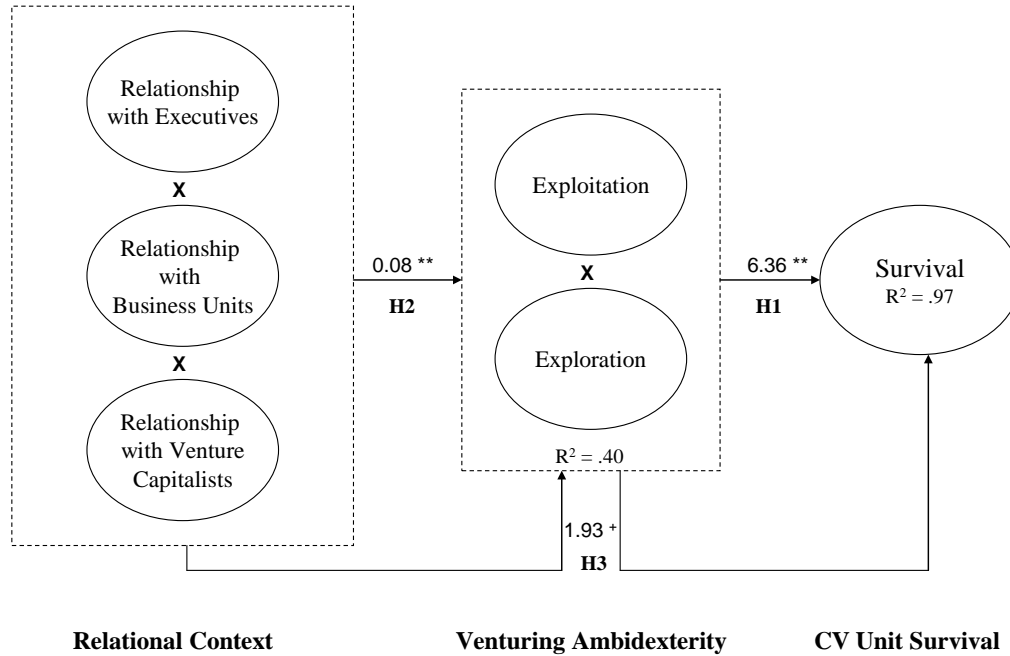 Relationship
with Executives
X
Relationship
with
Business Units
X
Relationship
with Venture
Capitalists
0.08 **
H2
Exploitation
X
Exploration
R² = .40
6.36 **
H1
Survival
R² = .97
1.93 +
H3
Relational Context
Venturing Ambidexterity
CV Unit Survival